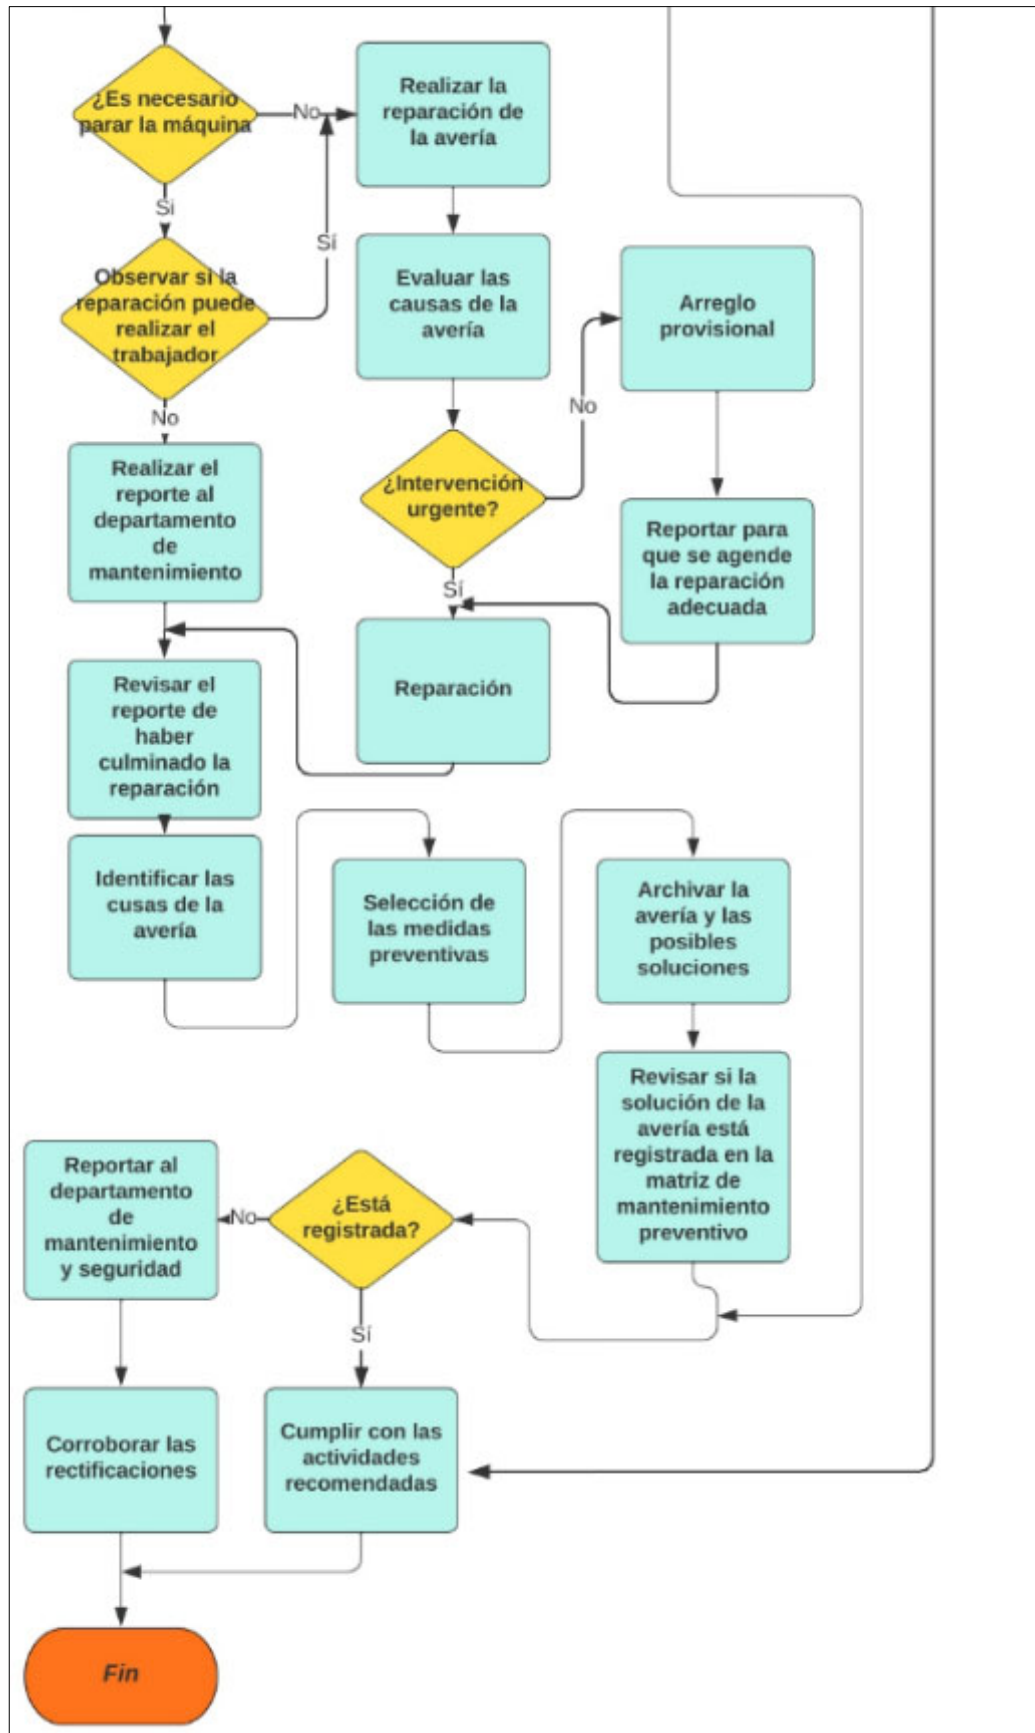 ¿Es necesario
parar la máquina
No
Realizar la
reparación de
la avería
Si
Sí
Observar si la
reparación puede
realizar el
trabajador
Evaluar las
causas de la
avería
Arreglo
provisional
No
No
Realizar el
reporte al
departamento
de
mantenimiento
¿Intervención
urgente?
Reportar para
que se agende
la reparación
adecuada
Sí
Revisar el
reporte de
haber
culminado la
reparación
Reparación
Identificar las
cusas de la
avería
Selección de
las medidas
preventivas
Archivar la
avería y las
posibles
soluciones
Revisar si la
solución de la
avería está
registrada en la
matriz de
mantenimiento
preventivo
Reportar al
departamento
de
mantenimiento
y seguridad
No
¿Está
registrada?
Sí
Corroborar las
rectificaciones
Cumplir con las
actividades
recomendadas
Fin